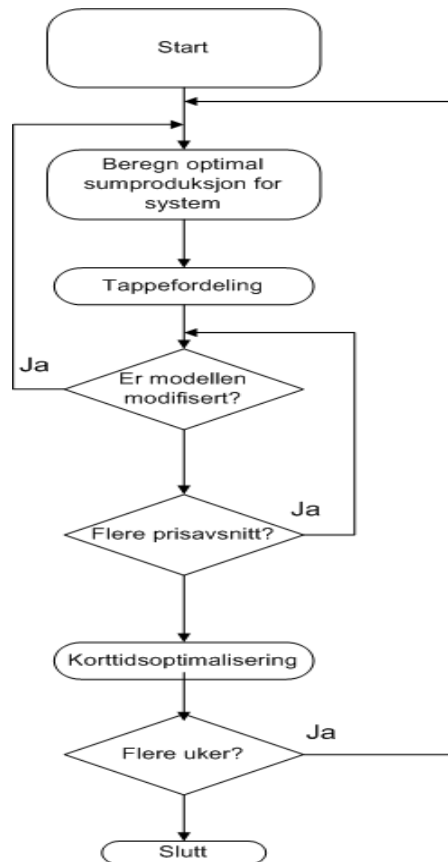 Start
Beregn optimal
sumproduksjon for
system
Tappefordeling
Ja
Er modellen
modifisert?
Ja
Flere prisavsnitt?
Korttidsoptimalisering
Ja
Flere uker?
Slutt